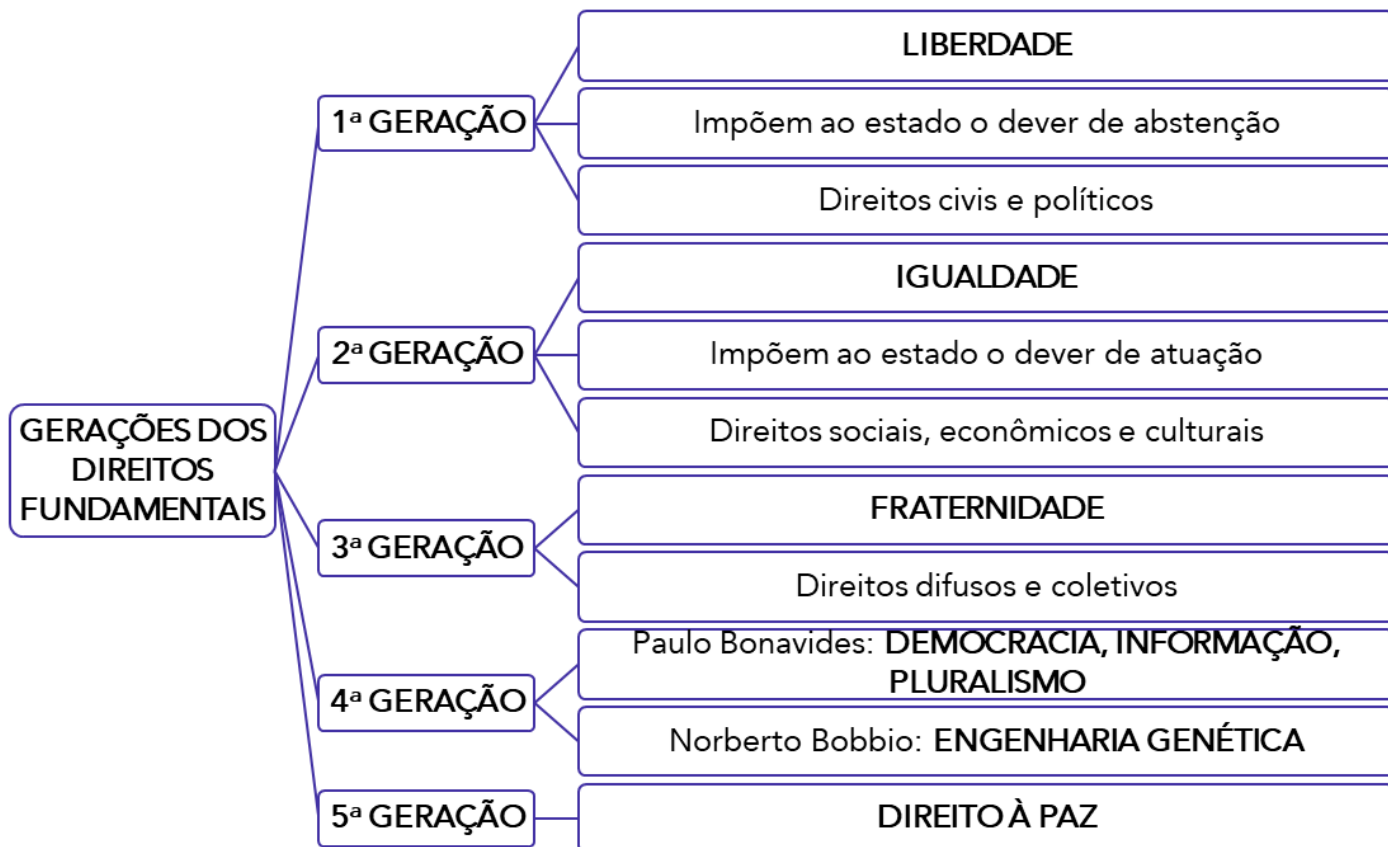 GERAÇÕES DOS
DIREITOS
FUNDAMENTAIS
1ª GERAÇÃO
LIBERDADE
Impõem ao estado o dever de abstenção
Direitos civis e políticos
2ª GERAÇÃO
IGUALDADE
Impõem ao estado o dever de atuação
Direitos sociais, econômicos e culturais
3ª GERAÇÃO
FRATERNIDADE
Direitos difusos e coletivos
4ª GERAÇÃO
Paulo Bonavides: DEMOCRACIA, INFORMAÇÃO,
PLURALISMO
Norberto Bobbio: ENGENHARIA GENÉTICA
5ª GERAÇÃO
DIREITO À PAZ